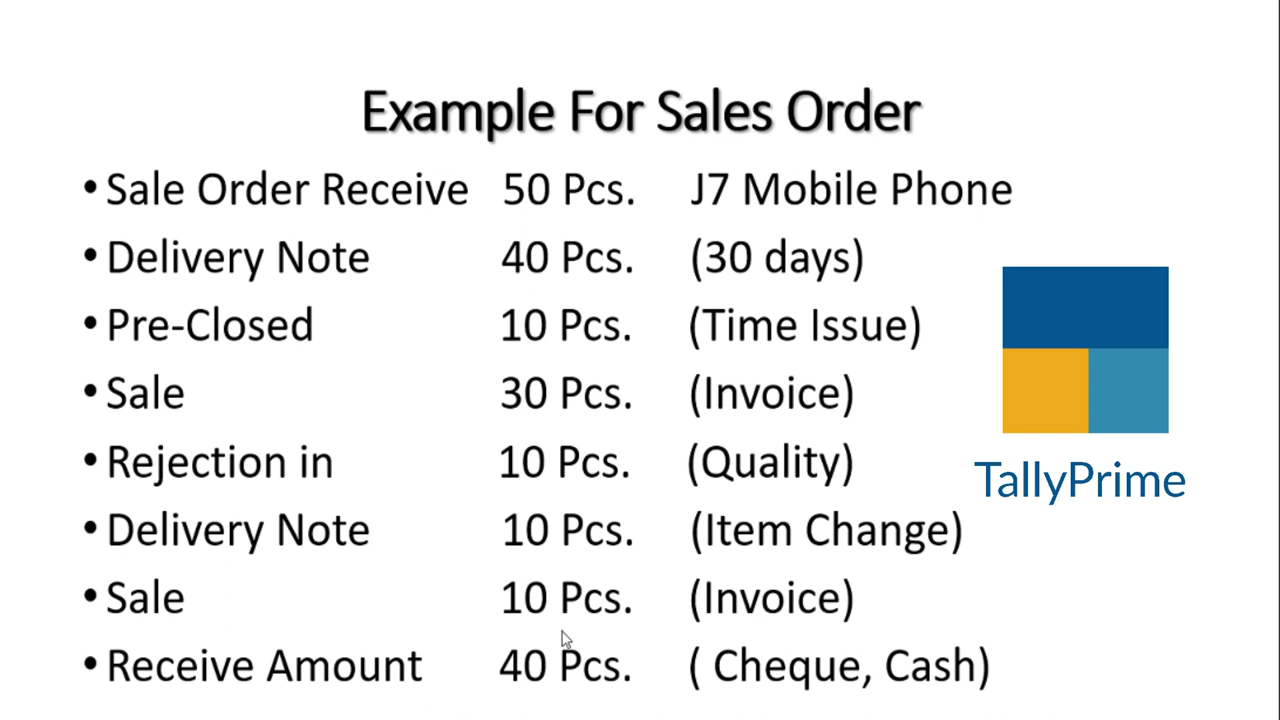 Example For Sales Order
• Sale Order Receive 50 Pcs. J7 Mobile Phone
• Delivery Note 40 Pcs. (30 days)
• Pre-Closed 10 Pcs. (Time Issue)
• Sale 30 Pcs. (Invoice)
• Rejection in 10 Pcs. (Quality)
• Delivery Note 10 Pcs. (Item Change)
• Sale 10 Pcs. (Invoice)
• Receive Amount 40 Pcs. ( Cheque, Cash)
TallyPrime